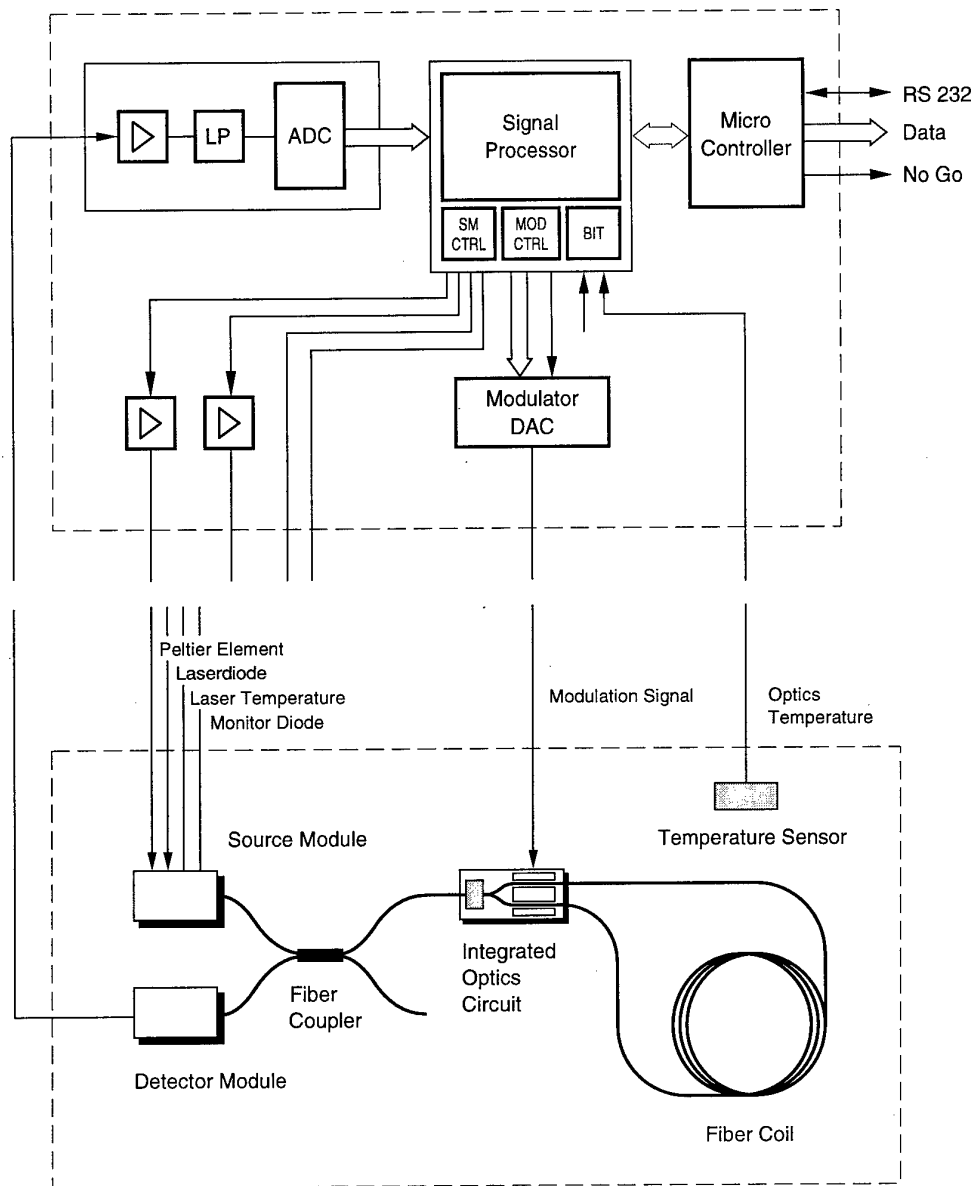 LP
ADC
Signal
Processor
SM
CTRL
MOD
CTRL
BIT
Micro
Controller
RS 232
Data
No Go
Modulator
DAC
Peltier Element
Laserdiode
Laser Temperature
Monitor Diode
Modulation Signal
Optics
Temperature
Source Module
Temperature Sensor
Integrated
Optics
Circuit
Fiber
Coupler
Detector Module
Fiber Coil